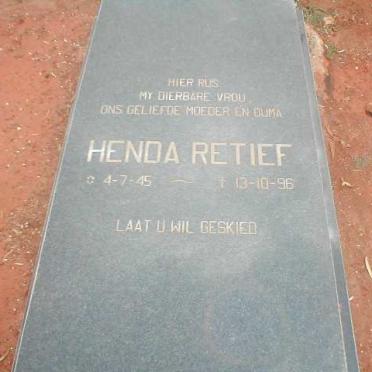 HIER RUS
MY DIERBARE VROU,
ONS GELIEFDE MOEDER EN OUMA
HENDA RETIEF
¤ 4-7-45 — † 13-10-96
LAAT U WIL GESKIED